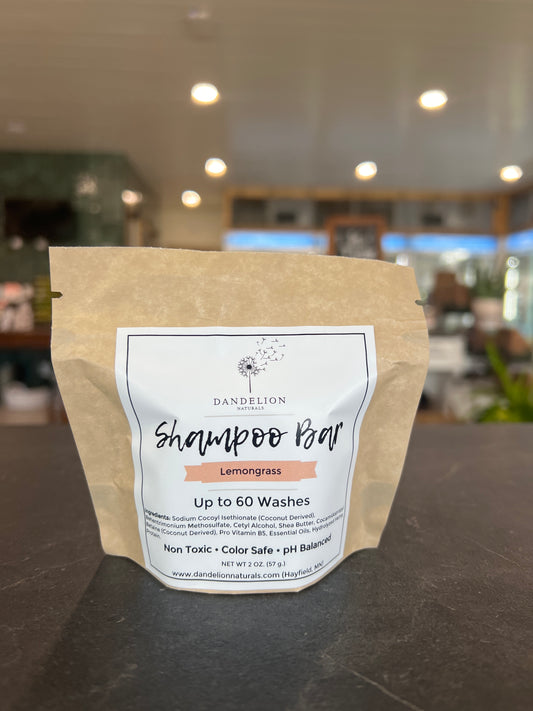 DANDELION
NATURALS
Shampoo Bar
Lemongrass
Up to 60 Washes
Ingredients: Sodium Cocoyl Isethionate (Coconut Derived),
Behentrimonium Methosulfate, Cetyl Alcohol, Shea Butter, Cocamidopropyl
Betaine (Coconut Derived), Pro Vitamin B5, Essential Oils, Hydrolyzed
Protein.
Non Toxic • Color Safe • pH Balanced
NET WT 2 OZ. (57 g.)
www.dandelionnaturals.com (Hayfield, MN)